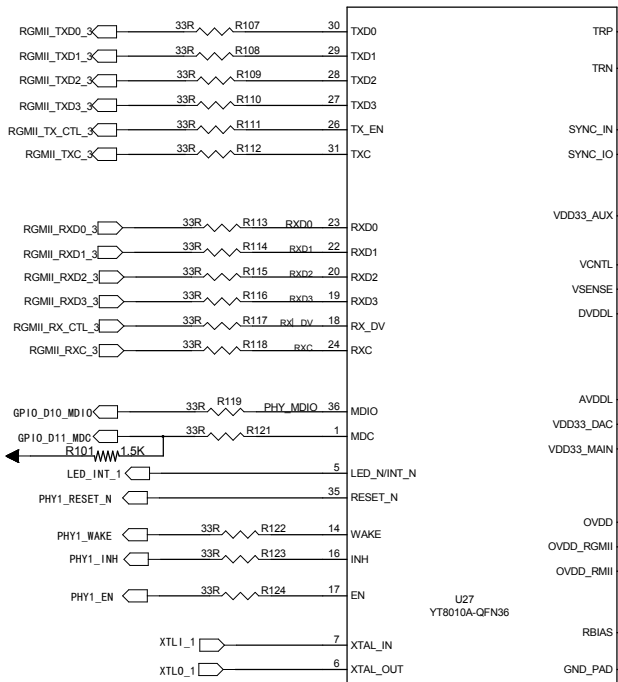 RGMII_TXD0_3 33R R107 30 TXD0 TRP
RGMII_TXD1_3 33R R108 29 TXD1
TRN
RGMII_TXD2_3 33R R109 28 TXD2
RGMII_TXD3_3 33R R110 27 TXD3
RGMII_TX_CTL_3 33R R111 26 TX_EN SYNC_IN
RGMII_TXC_3 33R R112 31 TXC SYNC_IO
VDD33_AUX
RGMII_RXD0_3 33R R113 RXD0 23 RXD0
RGMII_RXD1_3 33R R114 RXD1 22 RXD1
VCNTL
RGMII_RXD2_3 33R R115 RXD2 20 RXD2
VSENSE
RGMII_RXD3_3 33R R116 RXD3 19 RXD3
DVDDL
RGMII_RX_CTL_3 33R R117 RX_DV 18 RX_DV
RGMII_RXC_3 33R R118 RXC 24 RXC
AVDDL
GPIO_D10_MDIO 33R R119 PHY_MDIO 36 MDIO
VDD33_DAC
GPIO_D11_MDC 33R R121 1 MDC
R101 1.5K VDD33_MAIN
LED_INT_1 5 LED_N/INT_N
PHY1_RESET_N 35 RESET_N
OVDD
PHY1_WAKE 33R R122 14 WAKE
OVDD_RGMII
PHY1_INH 33R R123 16 INH
OVDD_RMII
PHY1_EN 33R R124 17 EN
U27
YT8010A-QFN36
RBIAS
XTLI_1 7 XTAL_IN
XTLO_1 6 XTAL_OUT GND_PAD